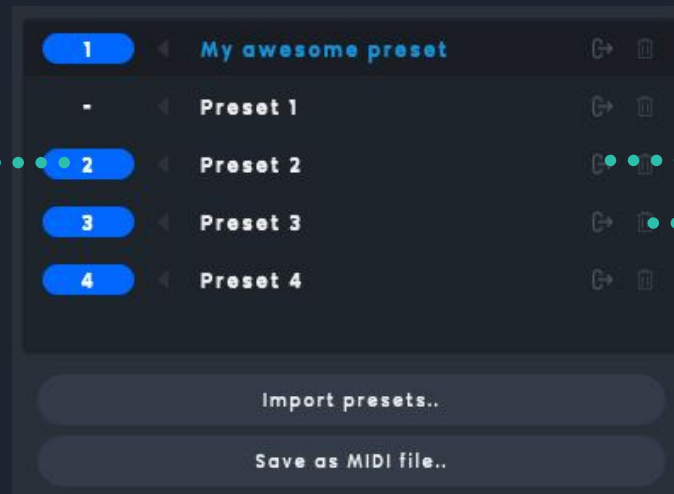 1 My awesome preset
- Preset 1
2 Preset 2
3 Preset 3
4 Preset 4
Import presets..
Save as MIDI file..